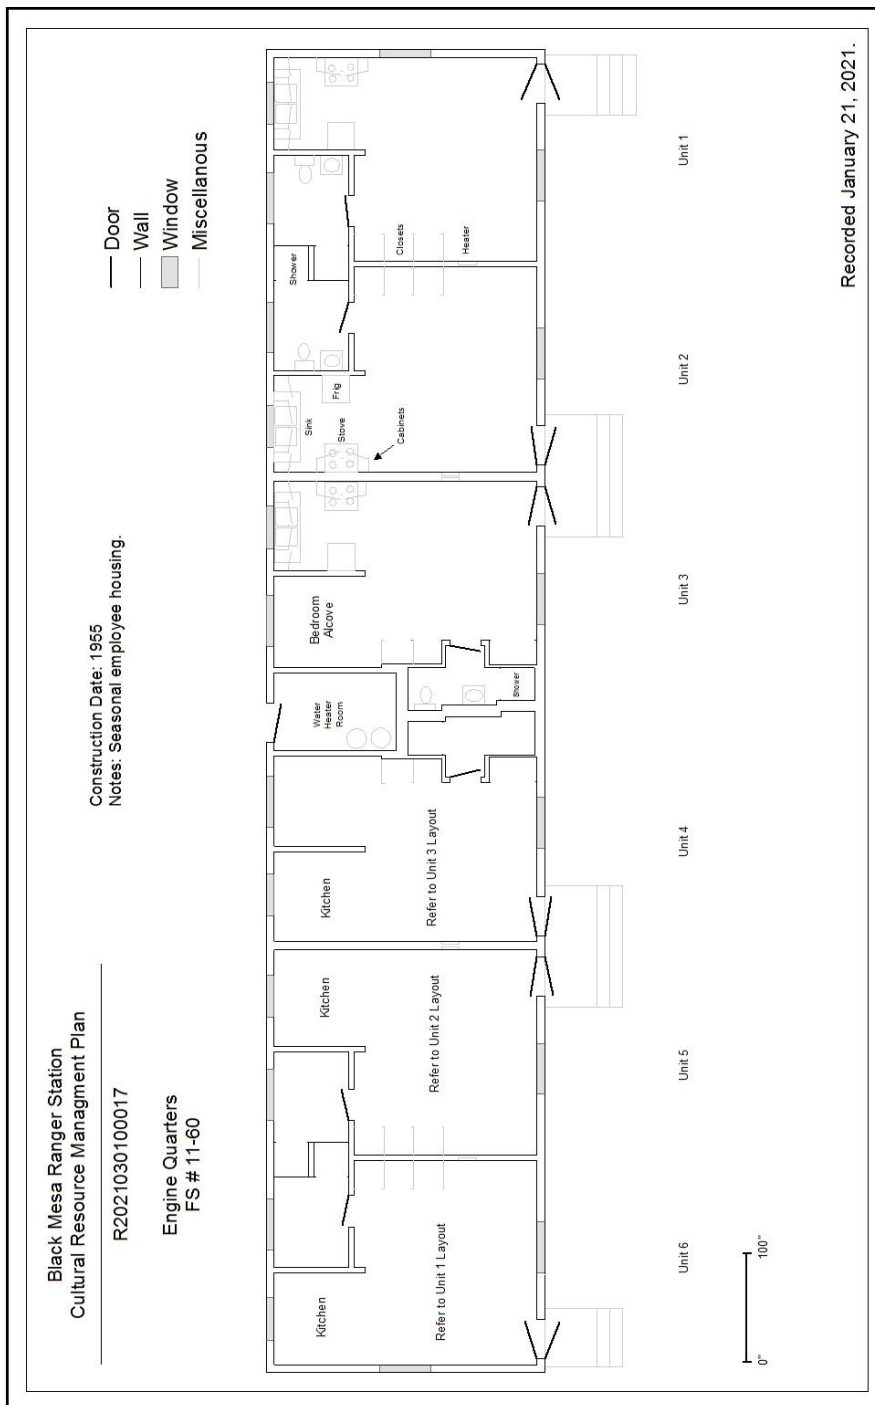 Black Mesa Ranger Station
Cultural Resource Managment Plan
R2021030100017
Engine Quarters
FS # 11-60
Construction Date: 1955
Notes: Seasonal employee housing.
Door
Wall
Window
Miscellanous
Kitchen
Kitchen
Kitchen
Water
Heater
Room
Bedroom
Alcove
Sink
Stove
Frig
Shower
Cabinets
Closets
Heater
Shower
Refer to Unit 1 Layout
Refer to Unit 2 Layout
Refer to Unit 3 Layout
Unit 6
Unit 5
Unit 4
Unit 3
Unit 2
Unit 1
0"
100"
Recorded January 21, 2021.